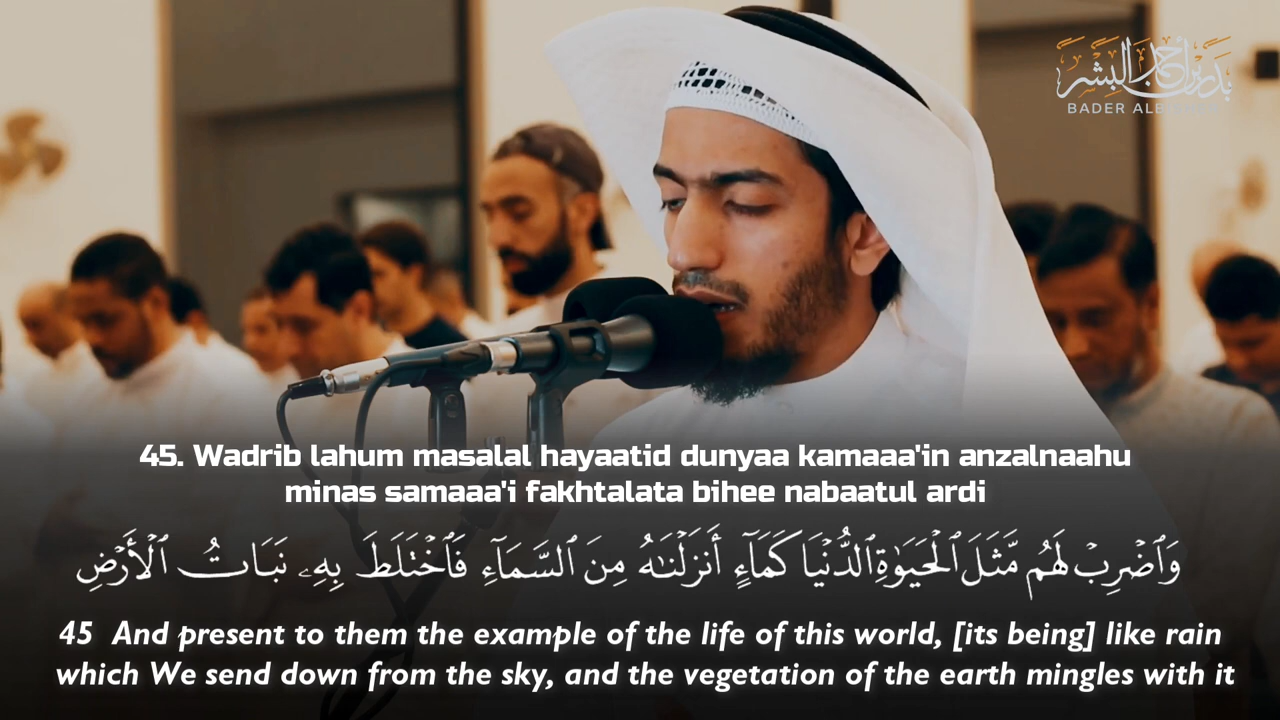 بدر بن أحمد البشر
BADER
45. Wadrib lahum masalal hayaatid dunyaa kamaaa'in anzalnaahu
minas samaaa'i fakhtalata bihee nabaatul ardi
وَٱضۡرِبۡ لَهُم مَّثَلَ ٱلۡحَيَوٰةِ ٱلدُّنۡيَا كَمَآءٍ أَنزَلۡنَٰهُ مِنَ ٱلسَّمَآءِ فَٱخۡتَلَطَ بِهِۦ نَبَاتُ ٱلۡأَرۡضِ
45 And present to them the example of the life of this world, [its being] like rain
which We send down from the sky, and the vegetation of the earth mingles with it